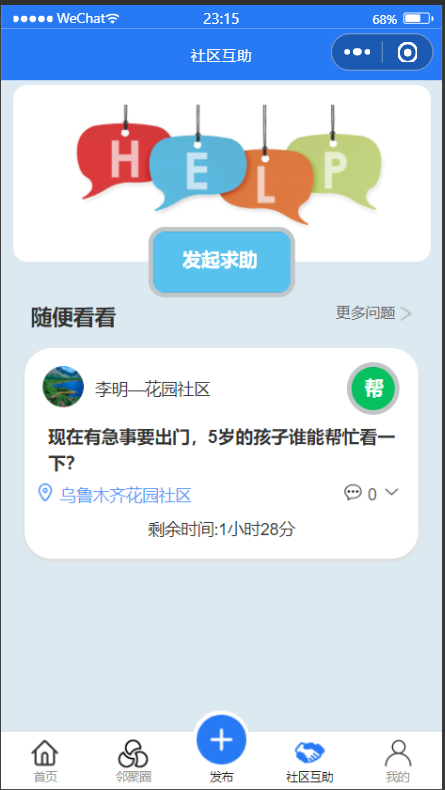 WeChat
23:15
68%
社区互助
H E L P
发起求助
随便看看
更多问题
李明—花园社区
帮
现在有急事要出门，5岁的孩子谁能帮忙看一
下？
乌鲁木齐花园社区
0
剩余时间:1小时28分
首页
邻聚圈
发布
社区互助
我的